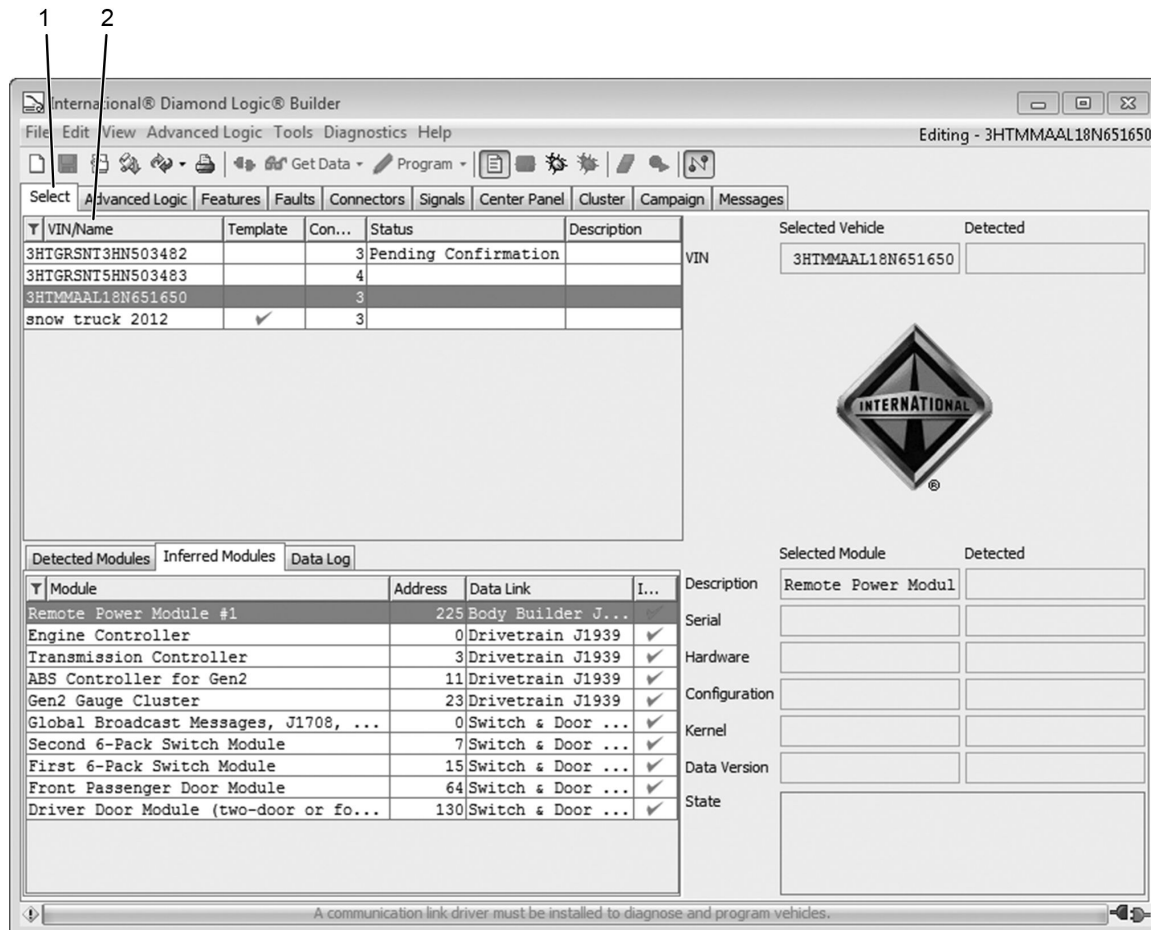 1 2
International® Diamond Logic® Builder
File Edit View Advanced Logic Tools Diagnostics Help Editing - 3HTMMAAL18N651650
Get Data Program
Select Advanced Logic Features Faults Connectors Signals Center Panel Cluster Campaign Messages
VIN/Name Template Con... Status Description Selected Vehicle Detected
3HTGRSNT3HN503482 3 Pending Confirmation VIN 3HTMMAAL18N651650
3HTGRSNT5HN503483 4
3HTMMAAL18N651650 3
snow truck 2012 3
INTERNATIONAL
®
Detected Modules Inferred Modules Data Log Selected Module Detected
Module Address Data Link I... Description Remote Power Modul
Remote Power Module #1 225 Body Builder J...
Engine Controller 0 Drivetrain J1939 Serial
Transmission Controller 3 Drivetrain J1939 Hardware
ABS Controller for Gen2 11 Drivetrain J1939
Gen2 Gauge Cluster 23 Drivetrain J1939 Configuration
Global Broadcast Messages, J1708, ... 0 Switch & Door ... Kernel
Second 6-Pack Switch Module 7 Switch & Door ...
First 6-Pack Switch Module 15 Switch & Door ... Data Version
Front Passenger Door Module 64 Switch & Door ... State
Driver Door Module (two-door or fo... 130 Switch & Door ...
A communication link driver must be installed to diagnose and program vehicles.